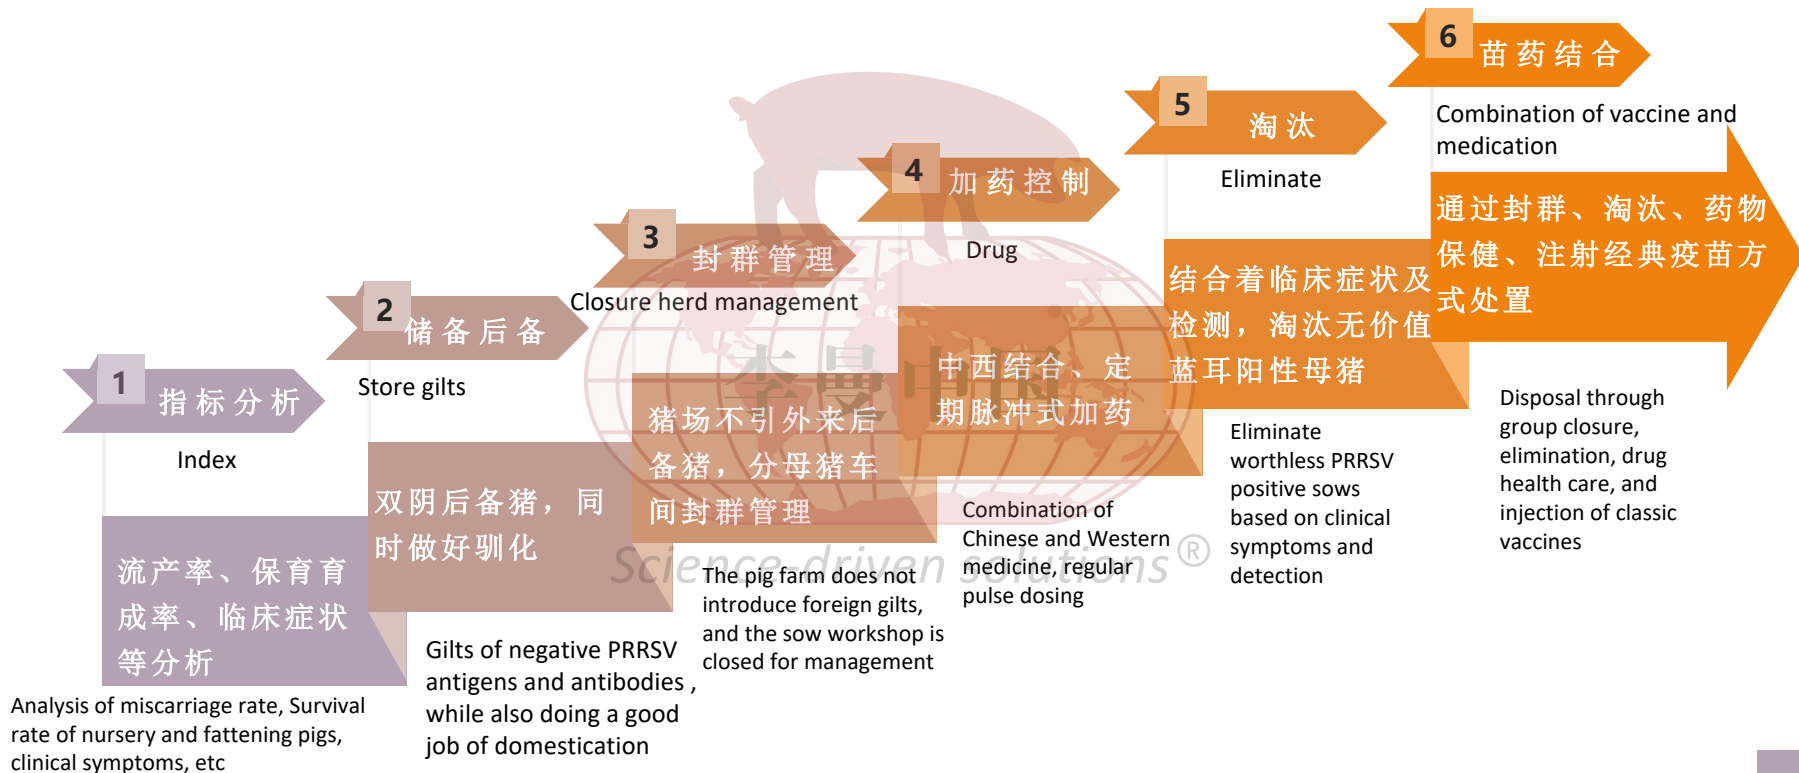 1
指标分析
Index
流产率、保育育
成率、临床症状
等分析
Analysis of miscarriage rate, Survival
rate of nursery and fattening pigs,
clinical symptoms, etc
2
储备后备
Store gilts
双阴后备猪，同
时做好驯化
Gilts of negative PRRSV
antigens and antibodies ,
while also doing a good
job of domestication
3
封群管理
Closure herd management
猪场不引外来后
备猪，分母猪车
间封群管理
The pig farm does not
introduce foreign gilts,
and the sow workshop is
closed for management
4
加药控制
Drug
中西结合、定
期脉冲式加药
Combination of
Chinese and Western
medicine, regular
pulse dosing
5
淘汰
Eliminate
结合着临床症状及
检测，淘汰无价值
蓝耳阳性母猪
Eliminate
worthless PRRSV
positive sows
based on clinical
symptoms and
detection
6
苗药结合
Combination of vaccine and
medication
通过封群、淘汰、药物
保健、注射经典疫苗方
式处置
Disposal through
group closure,
elimination, drug
health care, and
injection of classic
vaccines
李曼中国
Science-driven solutions®